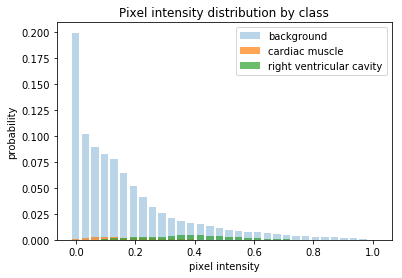 Pixel intensity distribution by class
background
cardiac muscle
right ventricular cavity
probability
0.200
0.175
0.150
0.125
0.100
0.075
0.050
0.025
0.000
0.0 0.2 0.4 0.6 0.8 1.0
pixel intensity